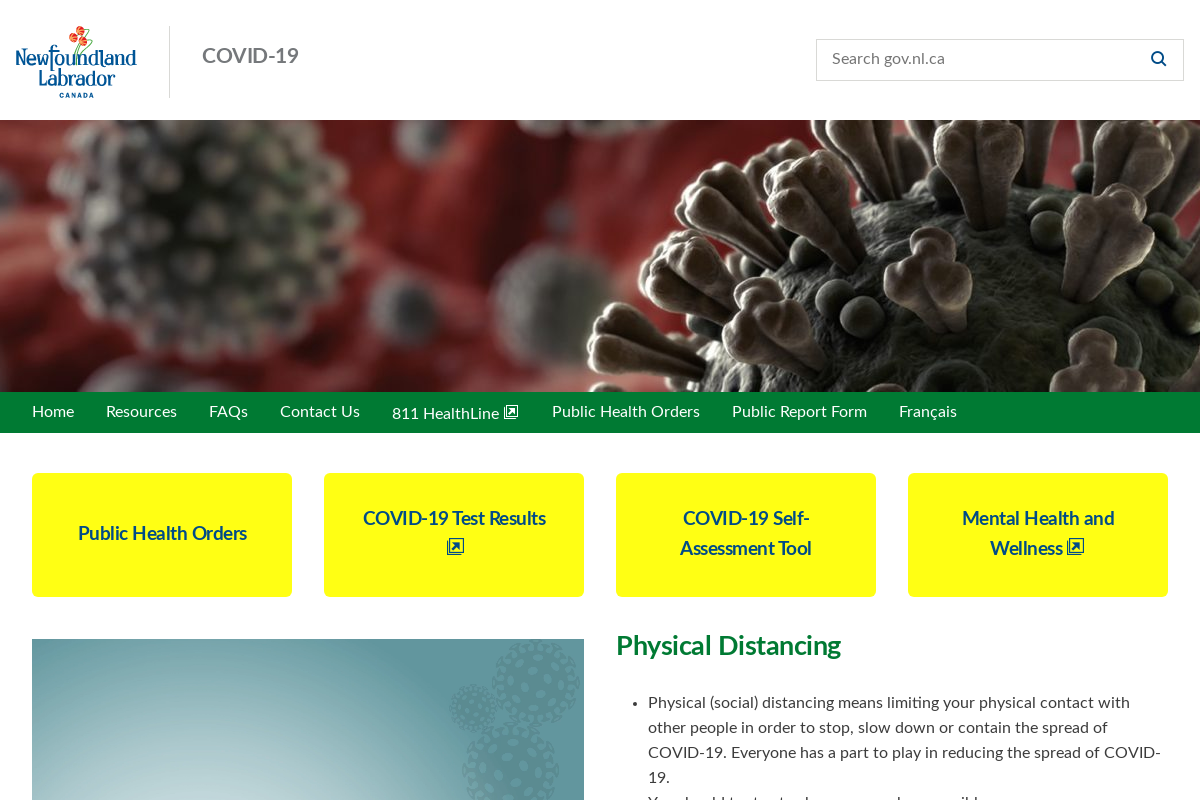 Newfoundland
Labrador
CANADA
COVID-19
Search gov.nl.ca
Home
Resources
FAQs
Contact Us
811 HealthLine
Public Health Orders
Public Report Form
Français
Public Health Orders
COVID-19 Test Results
COVID-19 Self-
Assessment Tool
Mental Health and
Wellness
Physical Distancing
• Physical (social) distancing means limiting your physical contact with
other people in order to stop, slow down or contain the spread of
COVID-19. Everyone has a part to play in reducing the spread of COVID-
19.